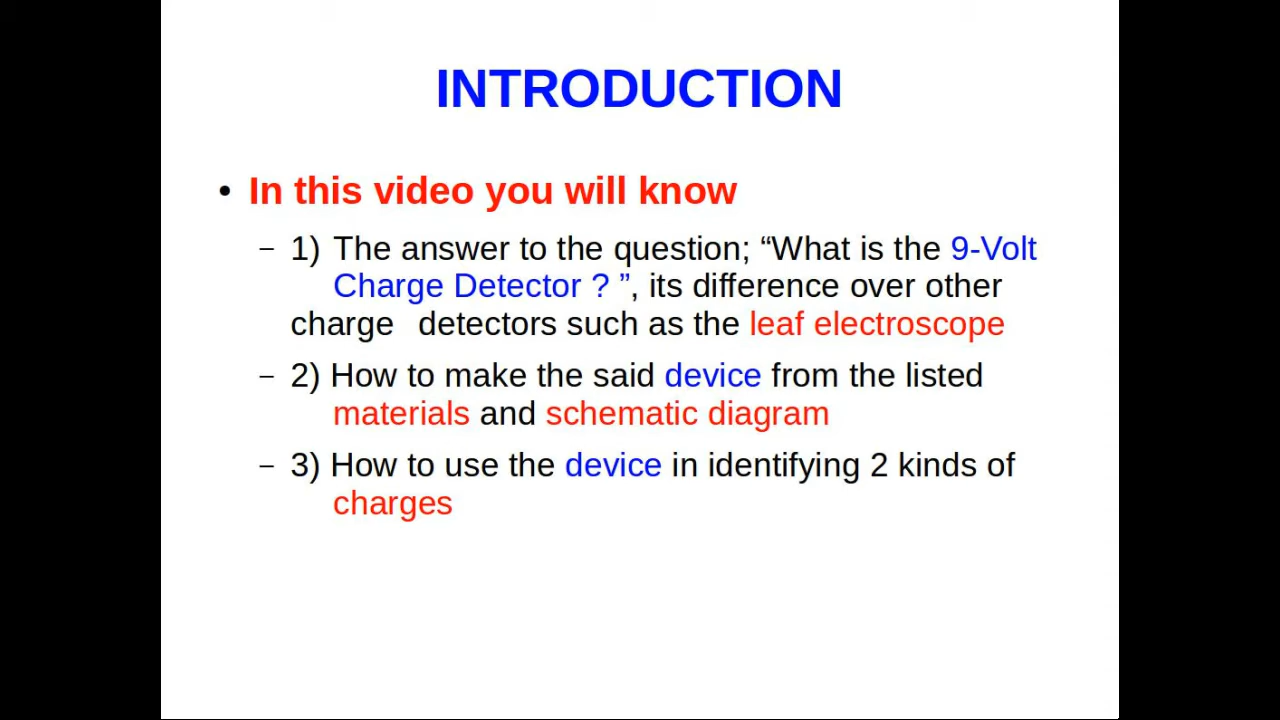 INTRODUCTION
• In this video you will know
– 1) The answer to the question; “What is the 9-Volt
Charge Detector ? ”, its difference over other
charge detectors such as the leaf electroscope
– 2) How to make the said device from the listed
materials and schematic diagram
– 3) How to use the device in identifying 2 kinds of
charges